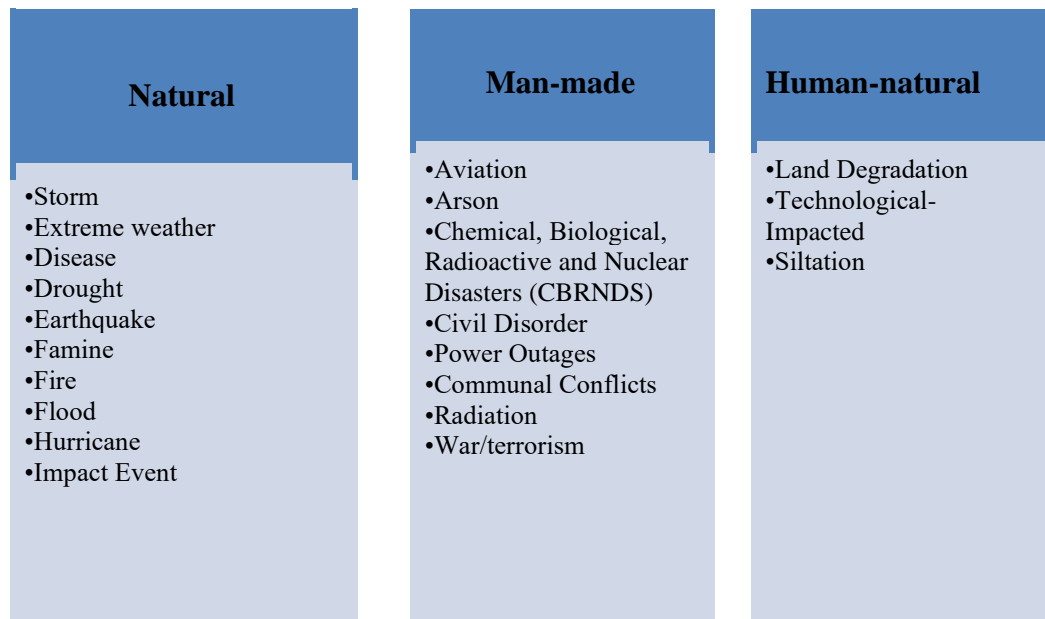 Natural
•Storm
•Extreme weather
•Disease
•Drought
•Earthquake
•Famine
•Fire
•Flood
•Hurricane
•Impact Event
Man-made
•Aviation
•Arson
•Chemical, Biological,
Radioactive and Nuclear
Disasters (CBRNDS)
•Civil Disorder
•Power Outages
•Communal Conflicts
•Radiation
•War/terrorism
Human-natural
•Land Degradation
•Technological-
Impacted
•Siltation